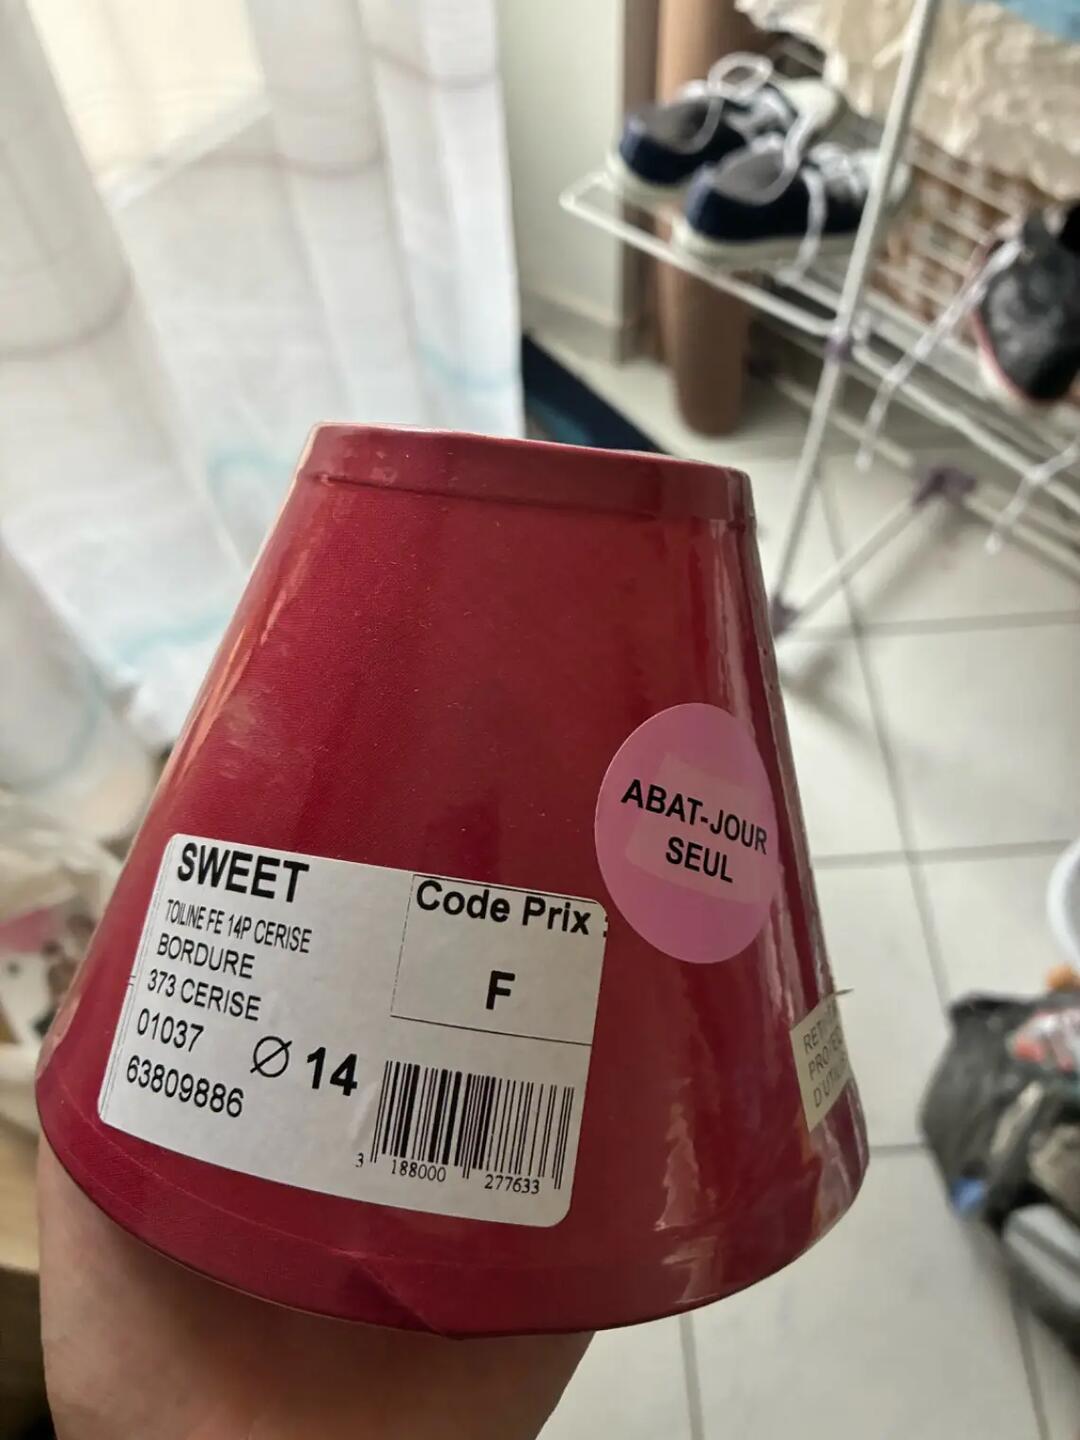 SWEET
TOILINE FE 14P CERISE
BORDURE
373 CERISE
01037
63809886
Ø 14
Code Prix :
F
3 188000 277633
ABAT-JOUR
SEUL